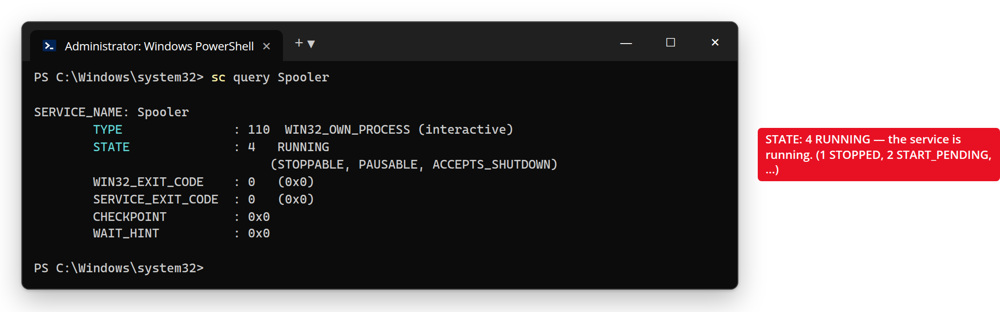 Administrator: Windows PowerShell
PS C:\Windows\system32> sc query Spooler
SERVICE_NAME: Spooler
TYPE : 110 WIN32_OWN_PROCESS (interactive)
STATE : 4 RUNNING
(STOPPABLE, PAUSABLE, ACCEPTS_SHUTDOWN)
WIN32_EXIT_CODE : 0 (0x0)
SERVICE_EXIT_CODE : 0 (0x0)
CHECKPOINT : 0x0
WAIT_HINT : 0x0
PS C:\Windows\system32>
STATE: 4 RUNNING — the service is
running. (1 STOPPED, 2 START_PENDING,
...)